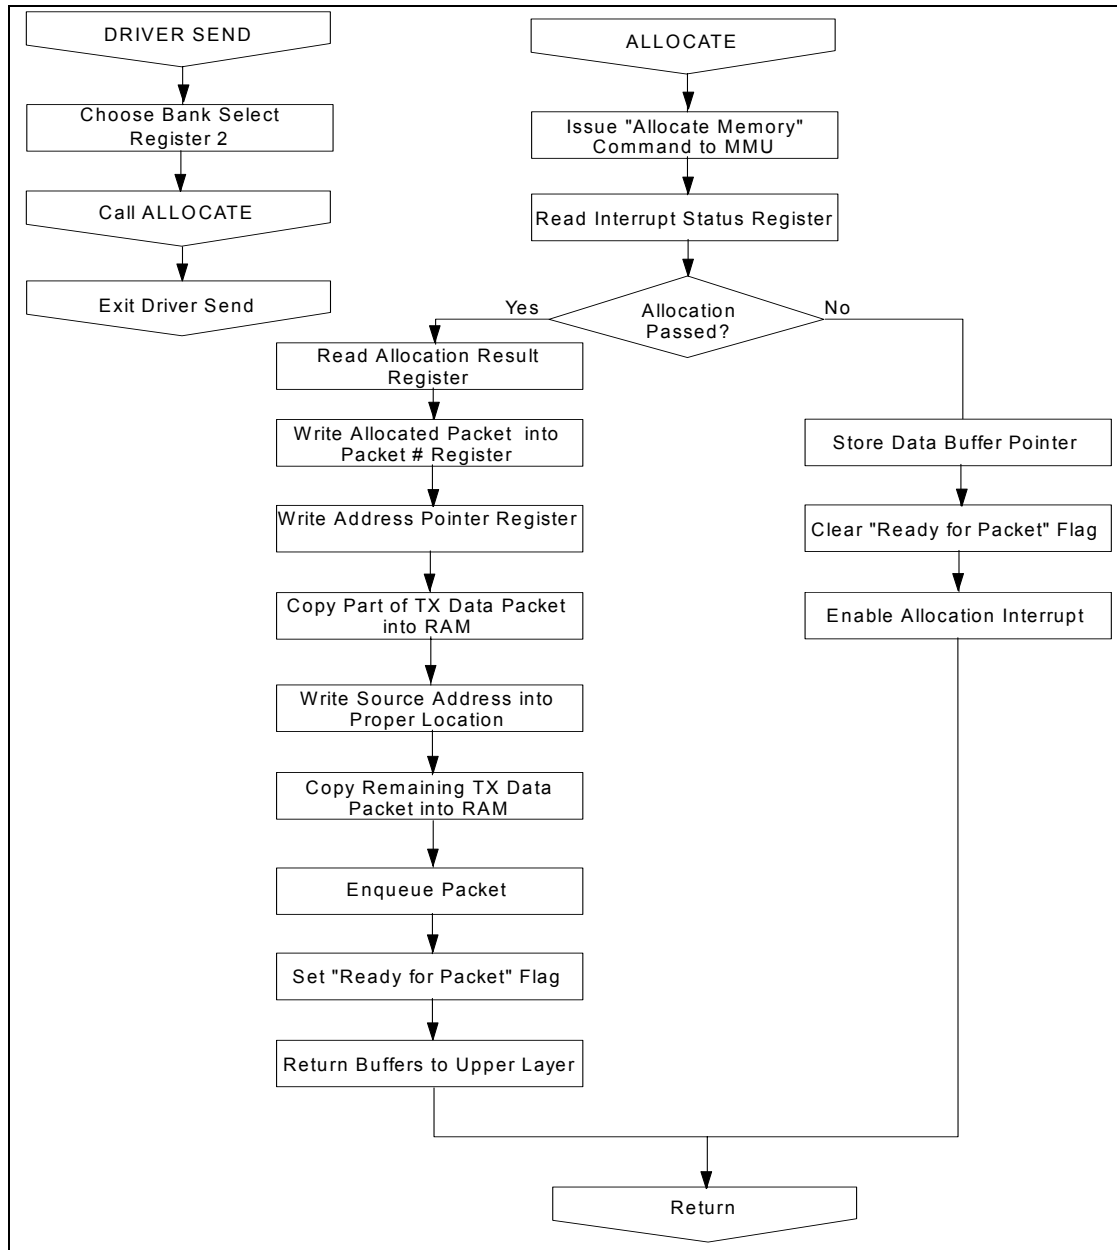 DRIVER SEND
Choose Bank Select
Register 2
Call ALLOCATE
Exit Driver Send
ALLOCATE
Issue "Allocate Memory"
Command to MMU
Read Interrupt Status Register
Allocation
Passed?
Yes
No
Read Allocation Result
Register
Write Allocated Packet into
Packet # Register
Write Address Pointer Register
Copy Part of TX Data Packet
into RAM
Write Source Address into
Proper Location
Copy Remaining TX Data
Packet into RAM
Enqueue Packet
Set "Ready for Packet" Flag
Return Buffers to Upper Layer
Store Data Buffer Pointer
Clear "Ready for Packet" Flag
Enable Allocation Interrupt
Return